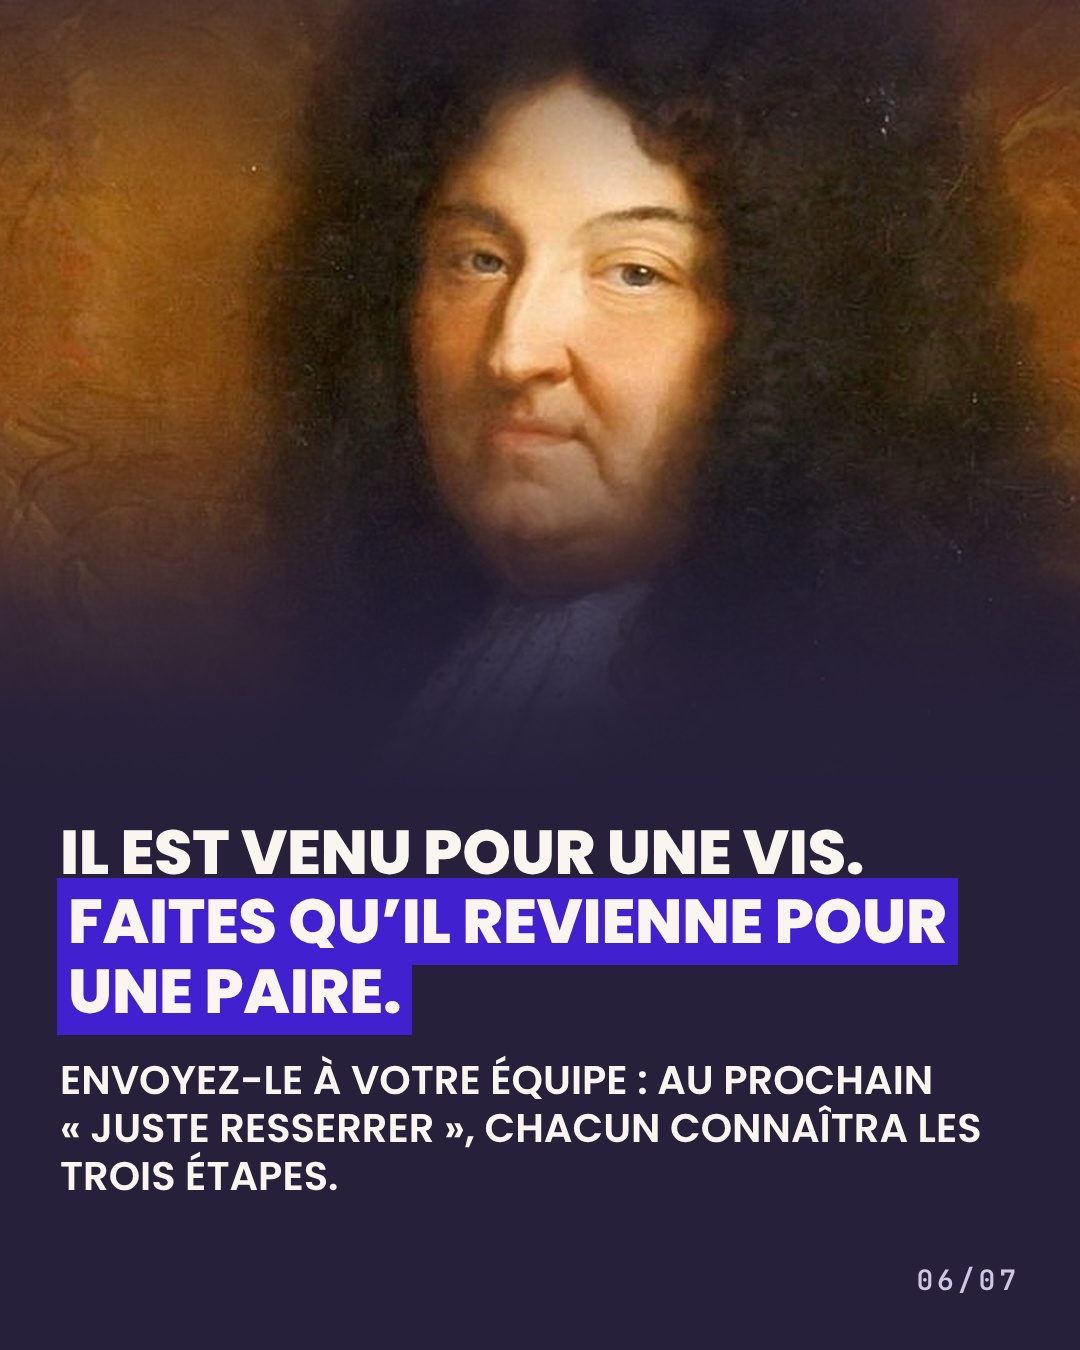 IL EST VENU POUR UNE VIS.
FAITES QU’IL REVIENNE POUR
UNE PAIRE.
ENVOYEZ-LE À VOTRE ÉQUIPE : AU PROCHAIN
« JUSTE RESSERRER », CHACUN CONNAÎTRA LES
TROIS ÉTAPES.
06/07